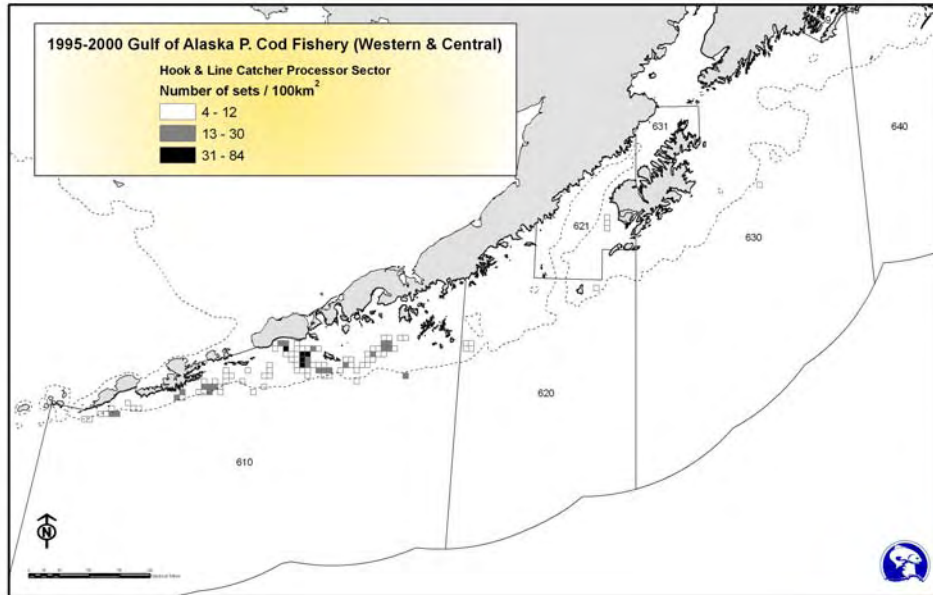 1995-2000 Gulf of Alaska P. Cod Fishery (Western & Central)
Hook & Line Catcher Processor Sector
Number of sets / 100km²
4 - 12
13 - 30
31 - 84
631
640
621
630
620
610
N